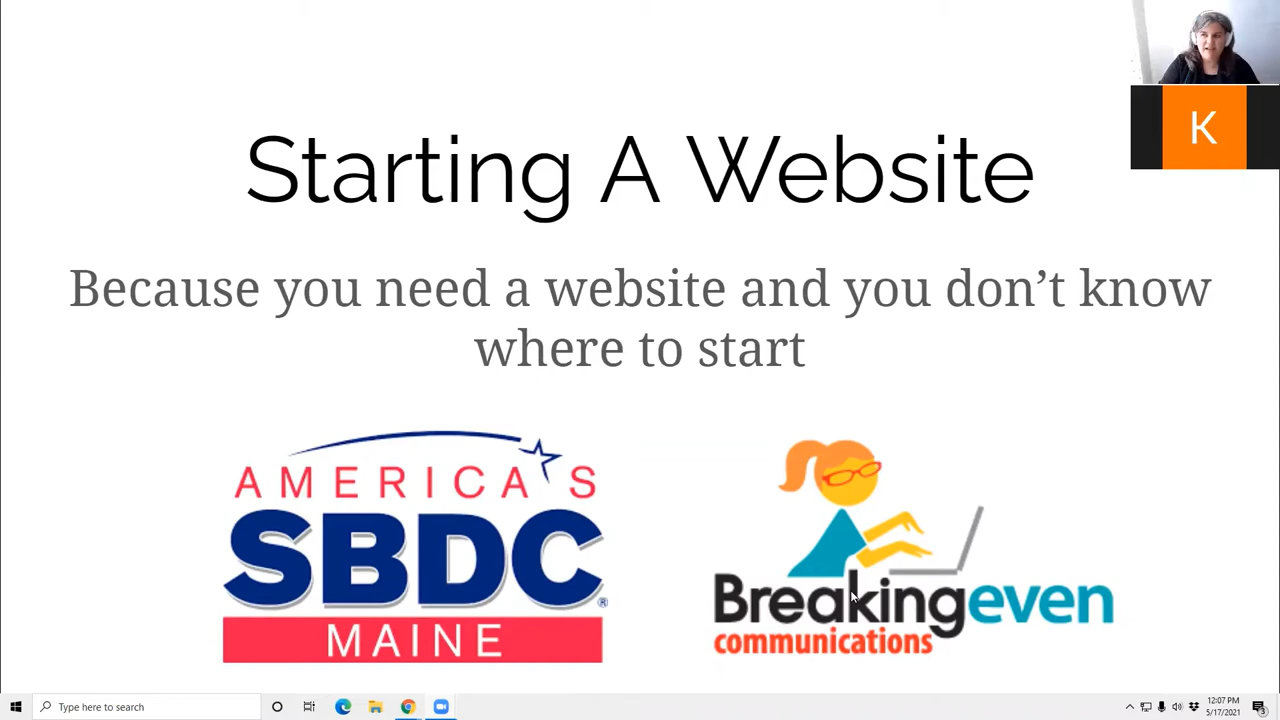 K
Starting A Website
Because you need a website and you don’t know
where to start
AMERICA'S
SBDC®
MAINE
Breakingeven
communications
Type here to search
12:07 PM
5/17/2021
3